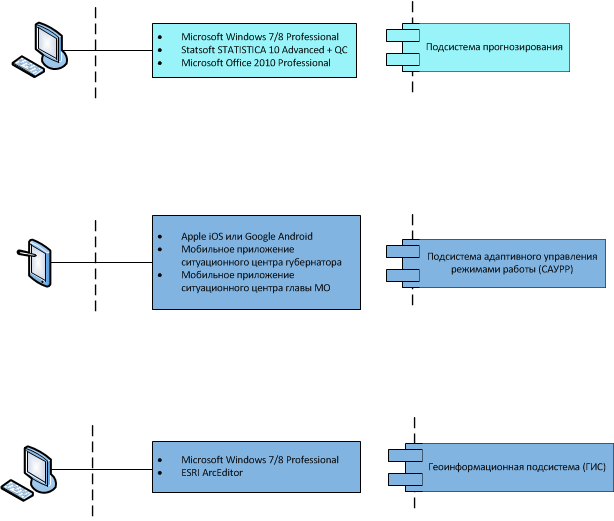 • Microsoft Windows 7/8 Professional
• Statsoft STATISTICA 10 Advanced + QC
• Microsoft Office 2010 Professional
Подсистема прогнозирования
• Apple iOS или Google Android
• Мобильное приложение
ситуационного центра губернатора
• Мобильное приложение
ситуационного центра главы МО
Подсистема адаптивного управления
режимами работы (САУРР)
• Microsoft Windows 7/8 Professional
• ESRI ArcEditor
Геоинформационная подсистема (ГИС)